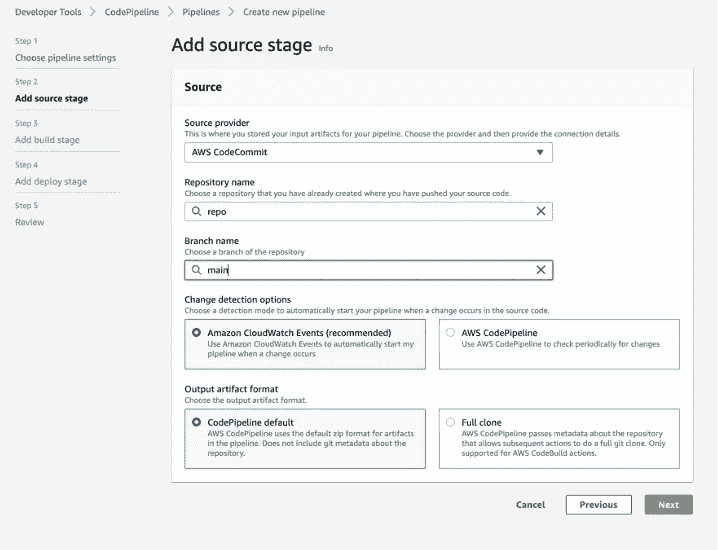 Developer Tools > CodePipeline > Pipelines > Create new pipeline
Step 1
Choose pipeline settings
Step 2
Add source stage
Step 3
Add build stage
Step 4
Add deploy stage
Step 5
Review
Add source stage Info
Source
Source provider
This is where you stored your input artifacts for your pipeline. Choose the provider and then provide the connection details.
AWS CodeCommit
Repository name
Choose a repository that you have already created where you have pushed your source code.
repo
Branch name
Choose a branch of the repository
main
Change detection options
Choose a detection mode to automatically start your pipeline when a change occurs in the source code.
Amazon CloudWatch Events (recommended)
Use Amazon CloudWatch Events to automatically start my
pipeline when a change occurs
AWS CodePipeline
Use AWS CodePipeline to check periodically for changes
Output artifact format
Choose the output artifact format.
CodePipeline default
AWS CodePipeline uses the default zip format for artifacts
in the pipeline. Does not include git metadata about the
repository.
Full clone
AWS CodePipeline passes metadata about the repository
that allows subsequent actions to do a full git clone. Only
supported for AWS CodeBuild actions.
Cancel
Previous
Next